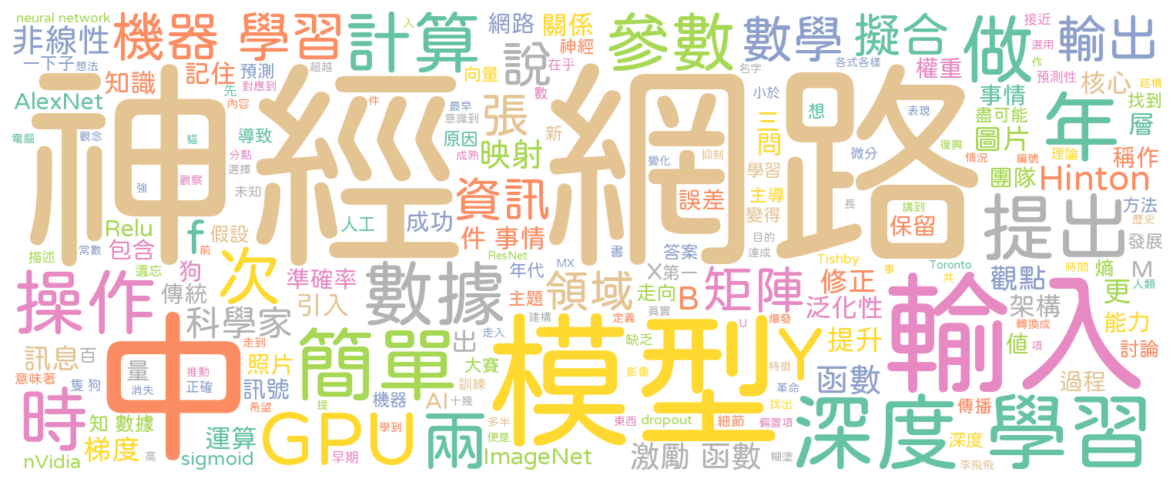 neural network
非線性
機器 學習
計算
網路
關係
參數
數學
擬合
做
輸出
一下子
想法
知識
記住
預測
對應到
先
超越
入
向量
說
神經
在乎
數
各式各樣
權重
接近
選用
作
預測性
核心
結構
AlexNet
內容
件
最早
意識到
張
新
三
問
小於
想
表現
事情
盡可能
找到
層
年
電腦
觀念
貓
導致
原因
映射
圖片
復興
神經網路
強
觀察
分點
選擇
未知
成熟
變化
抑制
微分
學習
情況
編號
理論
稱作
團隊
Hinton
Relu
包含
f
假設
人工
成功
資訊
件 事情
誤差
主導
變得
長
講到
保留
提出
方法
歷史
發展
描述
常數
前
遺忘
狗
傳統
次
準確率
ResNet
年代
MX
書
答案
目的
達成
Tishby
事
Toronto
共
時間
人類
觀點
熵
M
更
操作
科學家
引入
數據
主題
領域
X
第一
走向
B
矩陣
修正
泛化性
架構
轉換成
能力
訊息
百
中
走到
簡單
出
建構
真實
定義
模型
U
爆發
Y
提升
輸入
值
項
討論
意味著
隻 狗
量
推動
正確
消失
照片
訊號
希望
機器
大賽
走入
缺乏
影像
特徵
革命
函數
過程
時
知 數據
梯度
運算
提
AI
十幾
訓練
學到
GPU
兩
多半
便是
東西
dropout
細節
找出
偏置項
深度 學習
傳播
深度
nVidia
高
sigmoid
早期
ImageNet
激勵 函數
糊塗
李飛飛